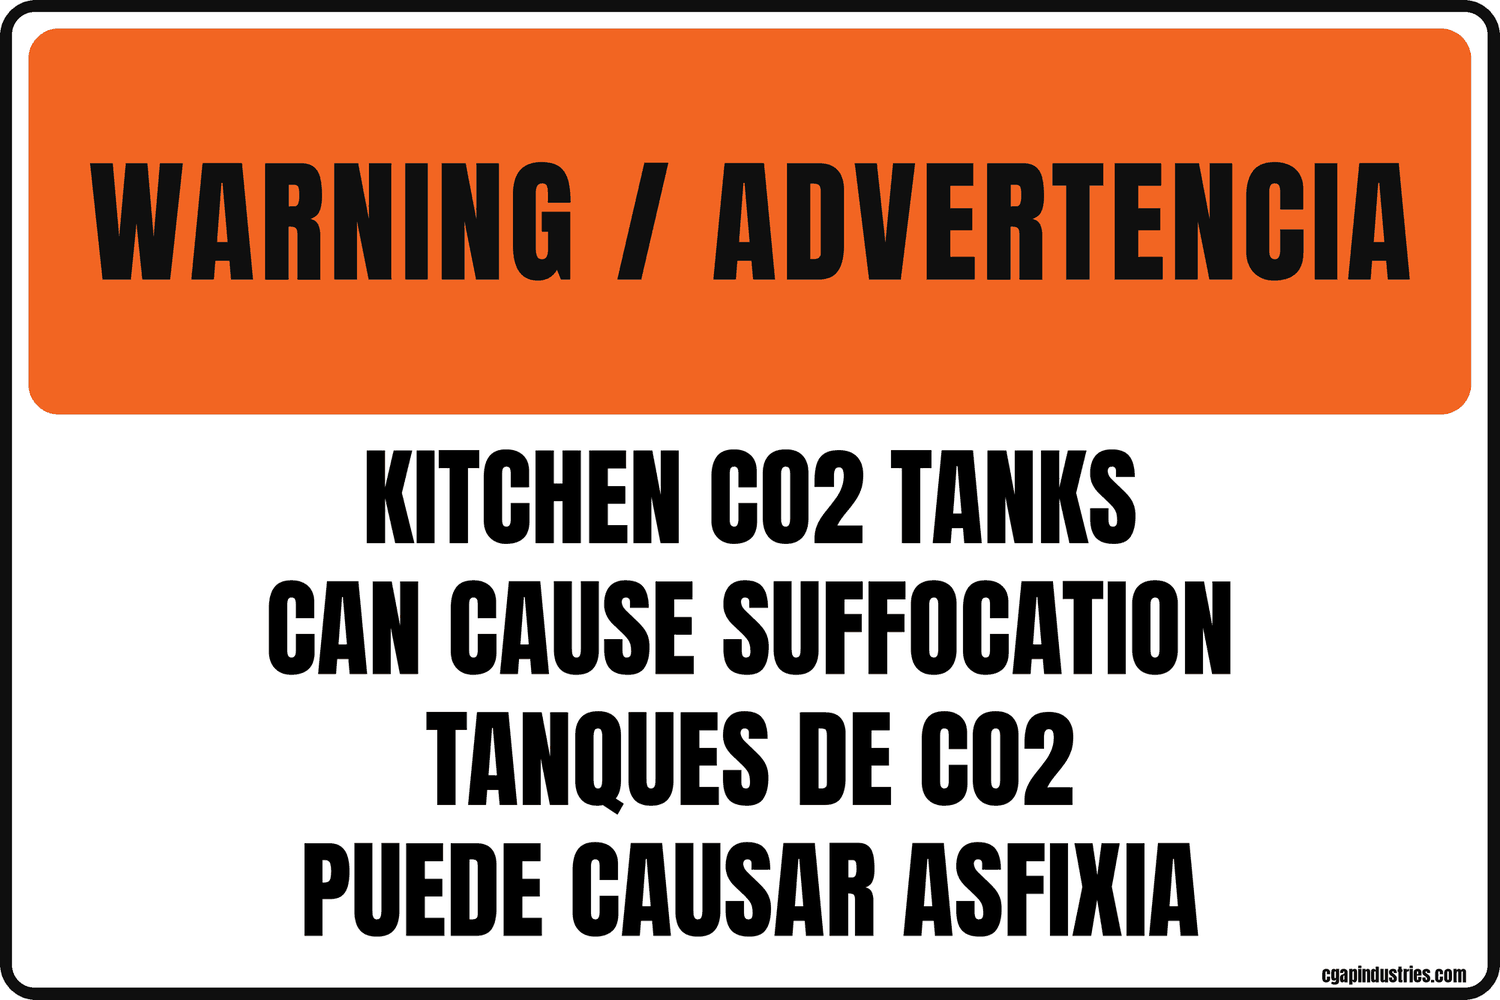 WARNING / ADVERTENCIA
KITCHEN CO2 TANKS
CAN CAUSE SUFFOCATION
TANQUES DE CO2
PUEDE CAUSAR ASFIXIA
cgapindustries.com